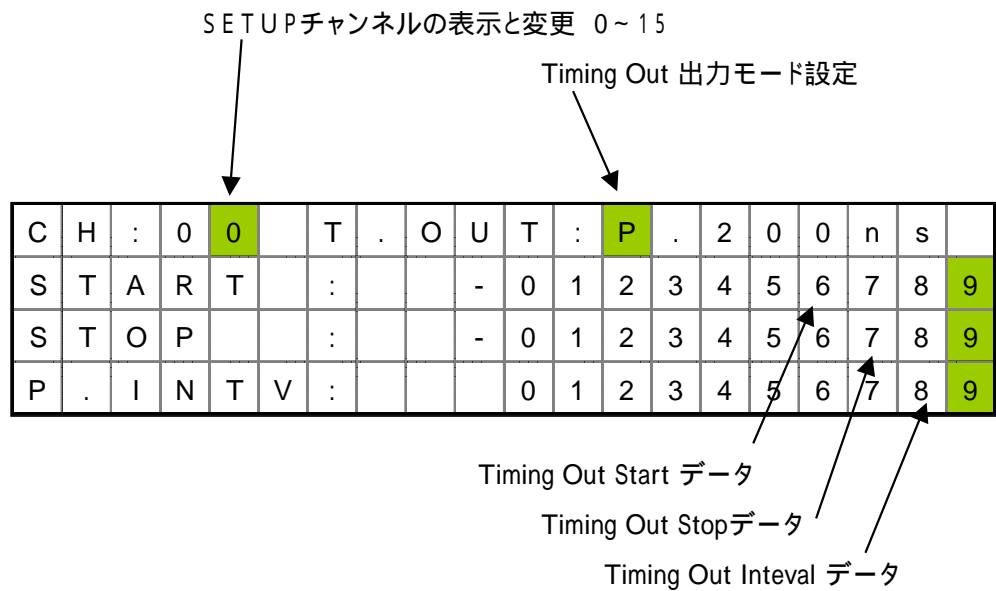 SETUPチャンネルの表示と変更 0~15
Timing Out 出力モード設定
CH:00 T.OUT:P.200ns
START : -0123456789
STOP : -0123456789
P.INTV: 0123456789
Timing Out Start データ
Timing Out Stopデータ
Timing Out Inteval データ